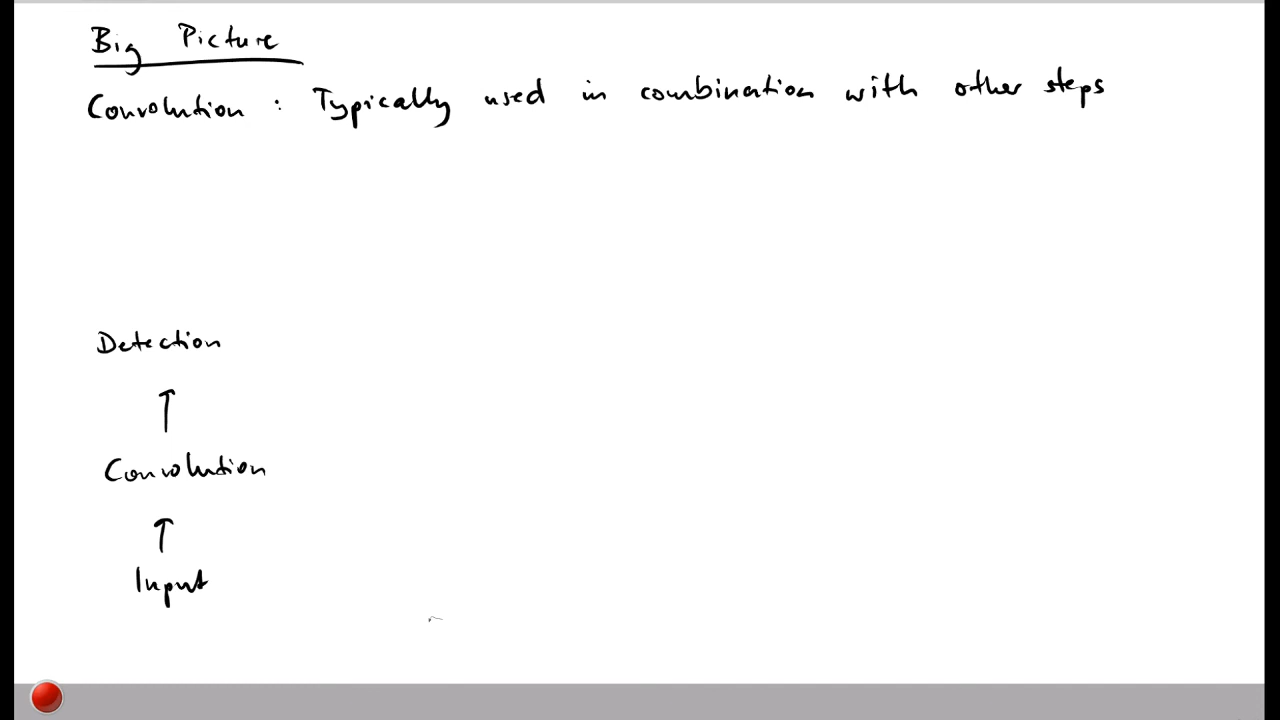 Big Picture
Convolution : Typically used in combination with other steps
Detection
↑
Convolution
↑
Input